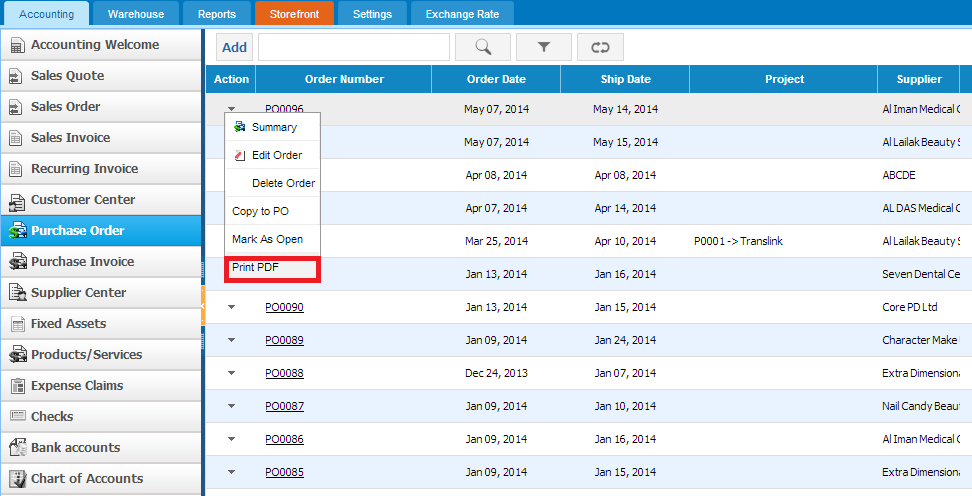 Accounting Warehouse Reports Storefront Settings Exchange Rate
Accounting Welcome
Sales Quote
Sales Order
Sales Invoice
Recurring Invoice
Customer Center
Purchase Order
Purchase Invoice
Supplier Center
Fixed Assets
Products/Services
Expense Claims
Checks
Bank accounts
Chart of Accounts
Add
Action Order Number Order Date Ship Date Project Supplier
PO0096 May 07, 2014 May 14, 2014 Al Iman Medical C
May 07, 2014 May 15, 2014 Al Lailak Beauty S
Apr 08, 2014 Apr 08, 2014 ABCDE
Apr 07, 2014 Apr 14, 2014 AL DAS Medical C
Mar 25, 2014 Apr 10, 2014 P0001 -> Translink Al Lailak Beauty S
Jan 13, 2014 Jan 16, 2014 Seven Dental Ce
PO0090 Jan 13, 2014 Jan 15, 2014 Core PD Ltd
PO0089 Jan 09, 2014 Jan 24, 2014 Character Make
PO0088 Dec 24, 2013 Jan 07, 2014 Extra Dimensiona
PO0087 Jan 09, 2014 Jan 10, 2014 Nail Candy Beaut
PO0086 Jan 09, 2014 Jan 16, 2014 Al Iman Medical C
PO0085 Jan 09, 2014 Jan 15, 2014 Extra Dimensiona
Summary
Edit Order
Delete Order
Copy to PO
Mark As Open
Print PDF